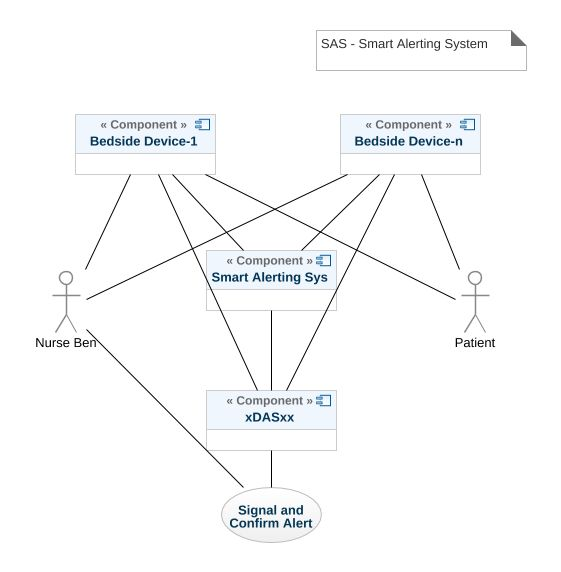 SAS - Smart Alerting System
« Component »
Bedside Device-1
« Component »
Bedside Device-n
« Component »
Smart Alerting Sys
Nurse Ben
Patient
« Component »
xDASxx
Signal and
Confirm Alert